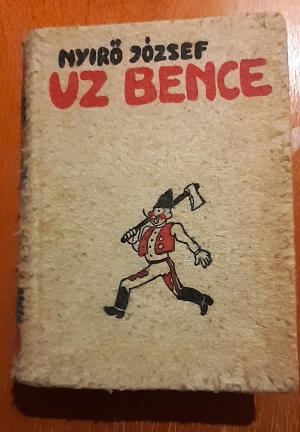 NYIRŐ JÓZSEF
UZ BENCE